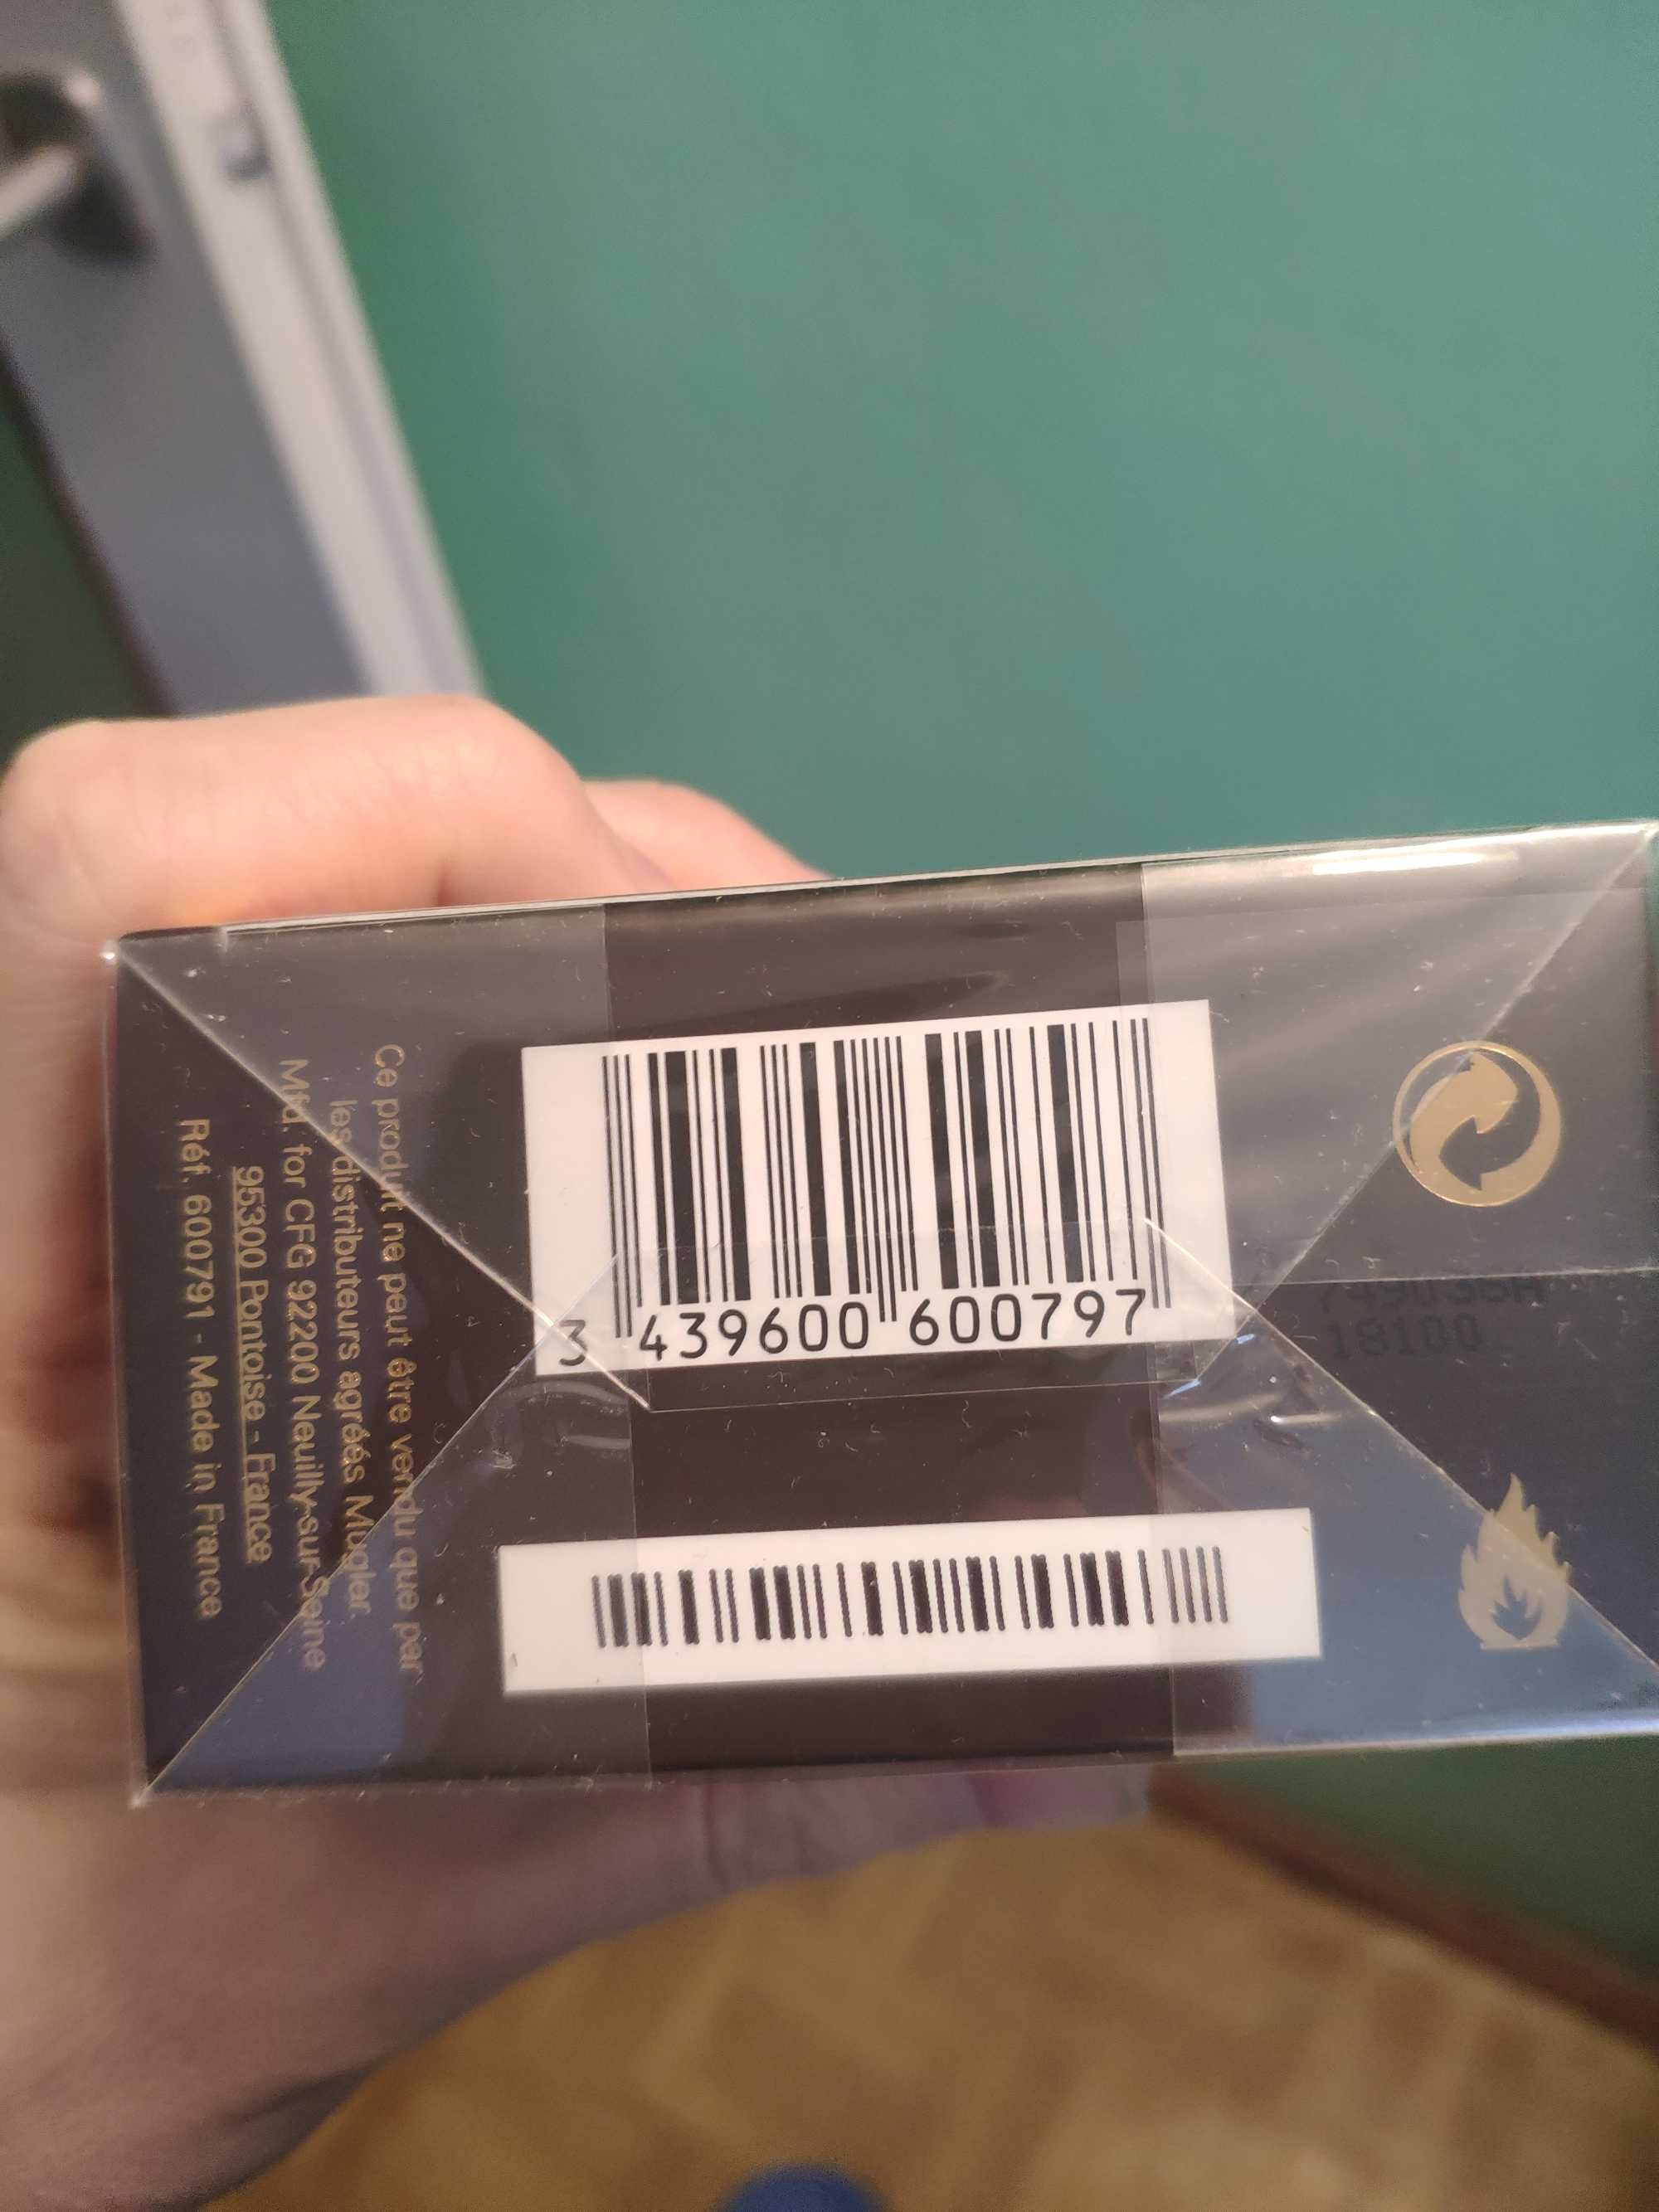 Ce produit ne peut être vendu que par
les distributeurs agréés Mugler.
Mfd. for CFG 92200 Neuilly-sur-Seine
95300 Pontoise - France
Réf. 600791 - Made in France
3 439600 600797
18100